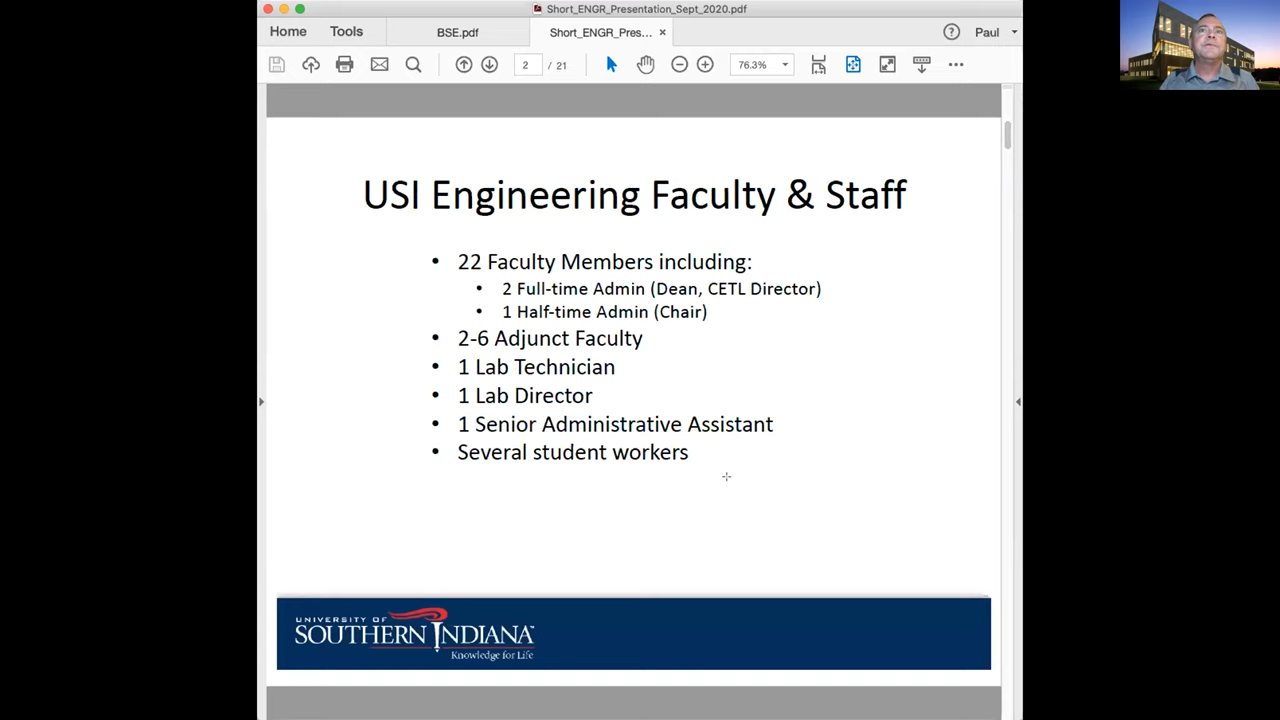 Short_ENGR_Presentation_Sept_2020.pdf
Home Tools BSE.pdf Short_ENGR_Pres... × ? Paul
2 / 21 76.3%
USI Engineering Faculty & Staff
• 22 Faculty Members including:
• 2 Full-time Admin (Dean, CETL Director)
• 1 Half-time Admin (Chair)
• 2-6 Adjunct Faculty
• 1 Lab Technician
• 1 Lab Director
• 1 Senior Administrative Assistant
• Several student workers
UNIVERSITY OF
SOUTHERN INDIANA
Knowledge for Life